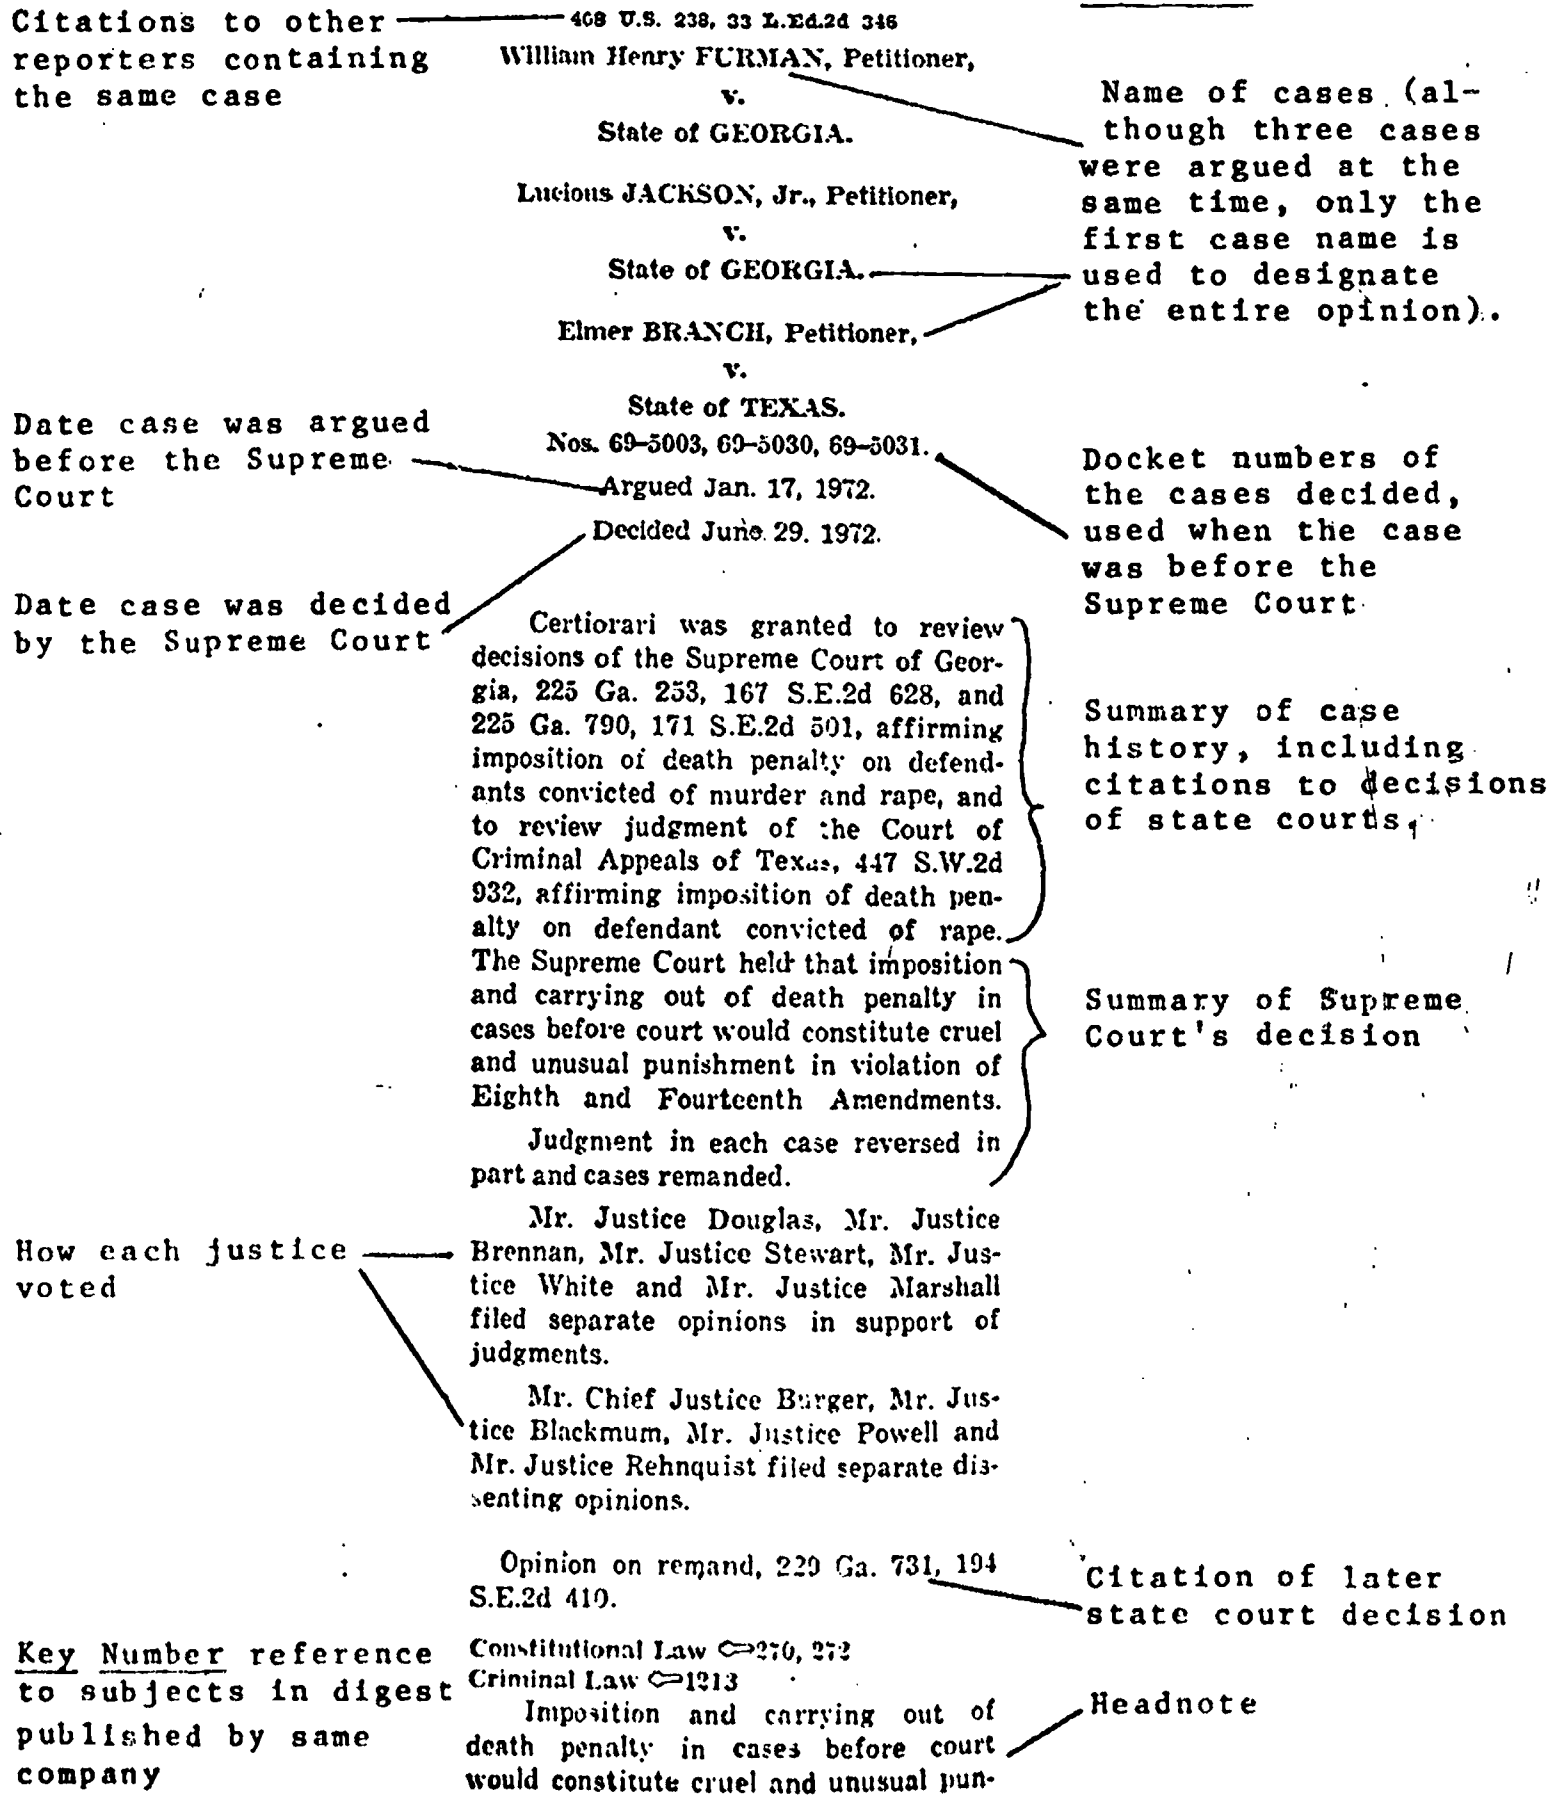 Citations to other
reporters containing
the same case
408 U.S. 238, 33 L.Ed.2d 346
William Henry FURMAN, Petitioner,
v.
State of GEORGIA.
Lucious JACKSON, Jr., Petitioner,
v.
State of GEORGIA.
Elmer BRANCH, Petitioner,
v.
State of TEXAS.
Nos. 69-5003, 69-5030, 69-5031.
Argued Jan. 17, 1972.
Decided June 29. 1972.
Name of cases (al-
though three cases
were argued at the
same time, only the
first case name is
used to designate
the entire opinion).
Date case was argued
before the Supreme
Court
Docket numbers of
the cases decided,
used when the case
was before the
Supreme Court
Date case was decided
by the Supreme Court
Certiorari was granted to review
decisions of the Supreme Court of Geor-
gia, 225 Ga. 253, 167 S.E.2d 628, and
225 Ga. 790, 171 S.E.2d 501, affirming
imposition of death penalty on defend-
ants convicted of murder and rape, and
to review judgment of the Court of
Criminal Appeals of Texas, 447 S.W.2d
932, affirming imposition of death pen-
alty on defendant convicted of rape.
The Supreme Court held that imposition
and carrying out of death penalty in
cases before court would constitute cruel
and unusual punishment in violation of
Eighth and Fourteenth Amendments.
Judgment in each case reversed in
part and cases remanded.
Summary of case
history, including
citations to decisions
of state courts,
Summary of Supreme
Court's decision
How each justice
voted
Mr. Justice Douglas, Mr. Justice
Brennan, Mr. Justice Stewart, Mr. Jus-
tice White and Mr. Justice Marshall
filed separate opinions in support of
judgments.
Mr. Chief Justice Burger, Mr. Jus-
tice Blackmum, Mr. Justice Powell and
Mr. Justice Rehnquist filed separate dis-
senting opinions.
Opinion on remand, 229 Ga. 731, 194
S.E.2d 410.
Citation of later
state court decision
Key Number reference
to subjects in digest
published by same
company
Constitutional Law 270, 272
Criminal Law 1213
Imposition and carrying out of
death penalty in cases before court
would constitute cruel and unusual pun-
Headnote